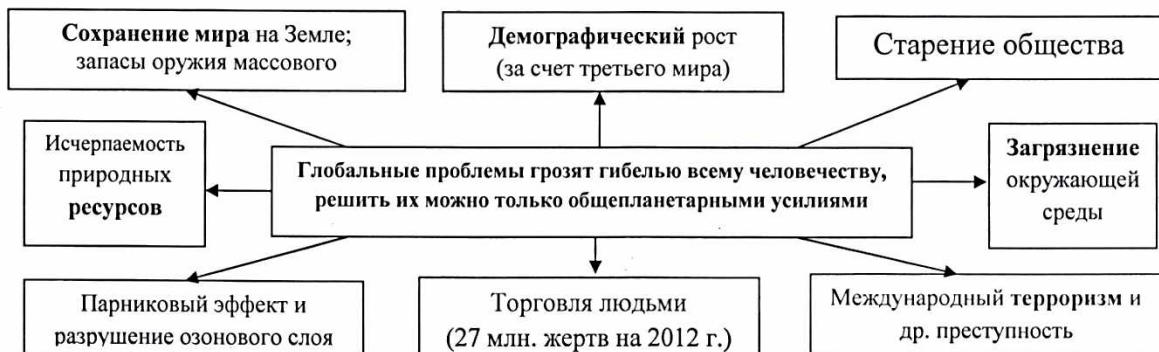 Сохранение мира на Земле;
запасы оружия массового
Демографический рост
(за счет третьего мира)
Старение общества
Исчерпаемость
природных
ресурсов
Глобальные проблемы грозят гибелью всему человечеству,
решить их можно только общепланетарными усилиями
Загрязнение
окружающей
среды
Парниковый эффект и
разрушение озонового слоя
Торговля людьми
(27 млн. жертв на 2012 г.)
Международный терроризм и
др. преступность